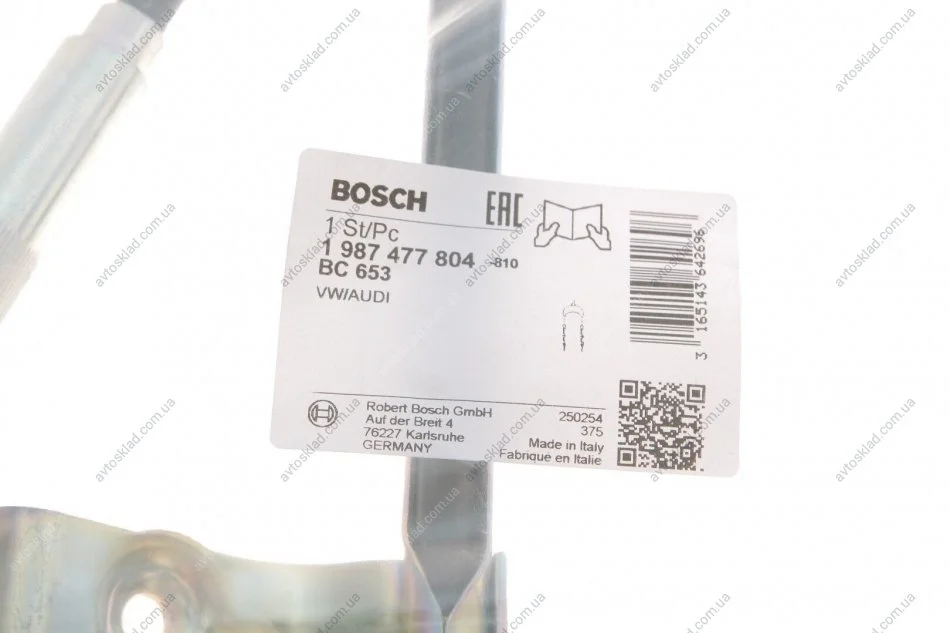 BOSCH
EAC
1 St/Pc
1 987 477 804 -810
BC 653
VW/AUDI
3 165143 642696
Robert Bosch GmbH
Auf der Breit 4
76227 Karlsruhe
GERMANY
250254
375
Made in Italy
Fabrique en Italie
avtosklad.com.ua